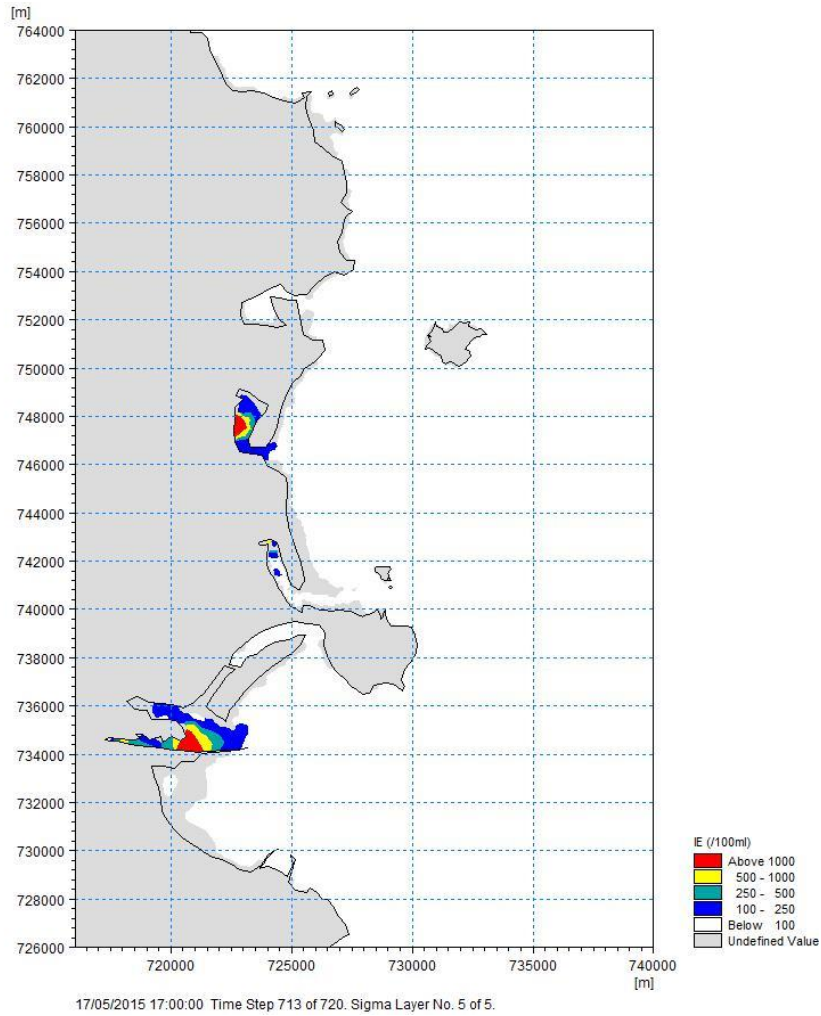 [m]
764000
762000
760000
758000
756000
754000
752000
750000
748000
746000
744000
742000
740000
738000
736000
734000
732000
730000
728000
726000
720000 725000 730000 735000 740000
[m]
IE (/100ml)
Above 1000
500 - 1000
250 - 500
100 - 250
Below 100
Undefined Value
17/05/2015 17:00:00 Time Step 713 of 720. Sigma Layer No. 5 of 5.